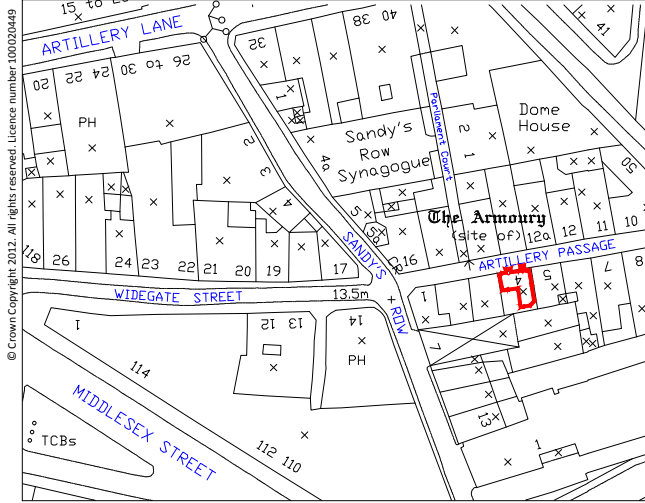 © Crown Copyright 2012. All rights reserved. Licence number 100020449
15 to
ARTILLERY LANE
20
22
24
30
26 to
PH
32
38
40
41
1
Parliament Court
Sandy's
Row
Synagogue
4a
2
1
Dome
House
50
2
3
4
5
5a
16
The Armoury
(site of)
12a
12
11
10
ARTILLERY PASSAGE
118
26
24
23
22
21
20
19
17
SANDY'S
ROW
WIDEGATE STREET
13.5m
1
4
5
7
8
1
12
13
14
PH
7
114
MIDDLESEX STREET
TCBs
112 110
13
1